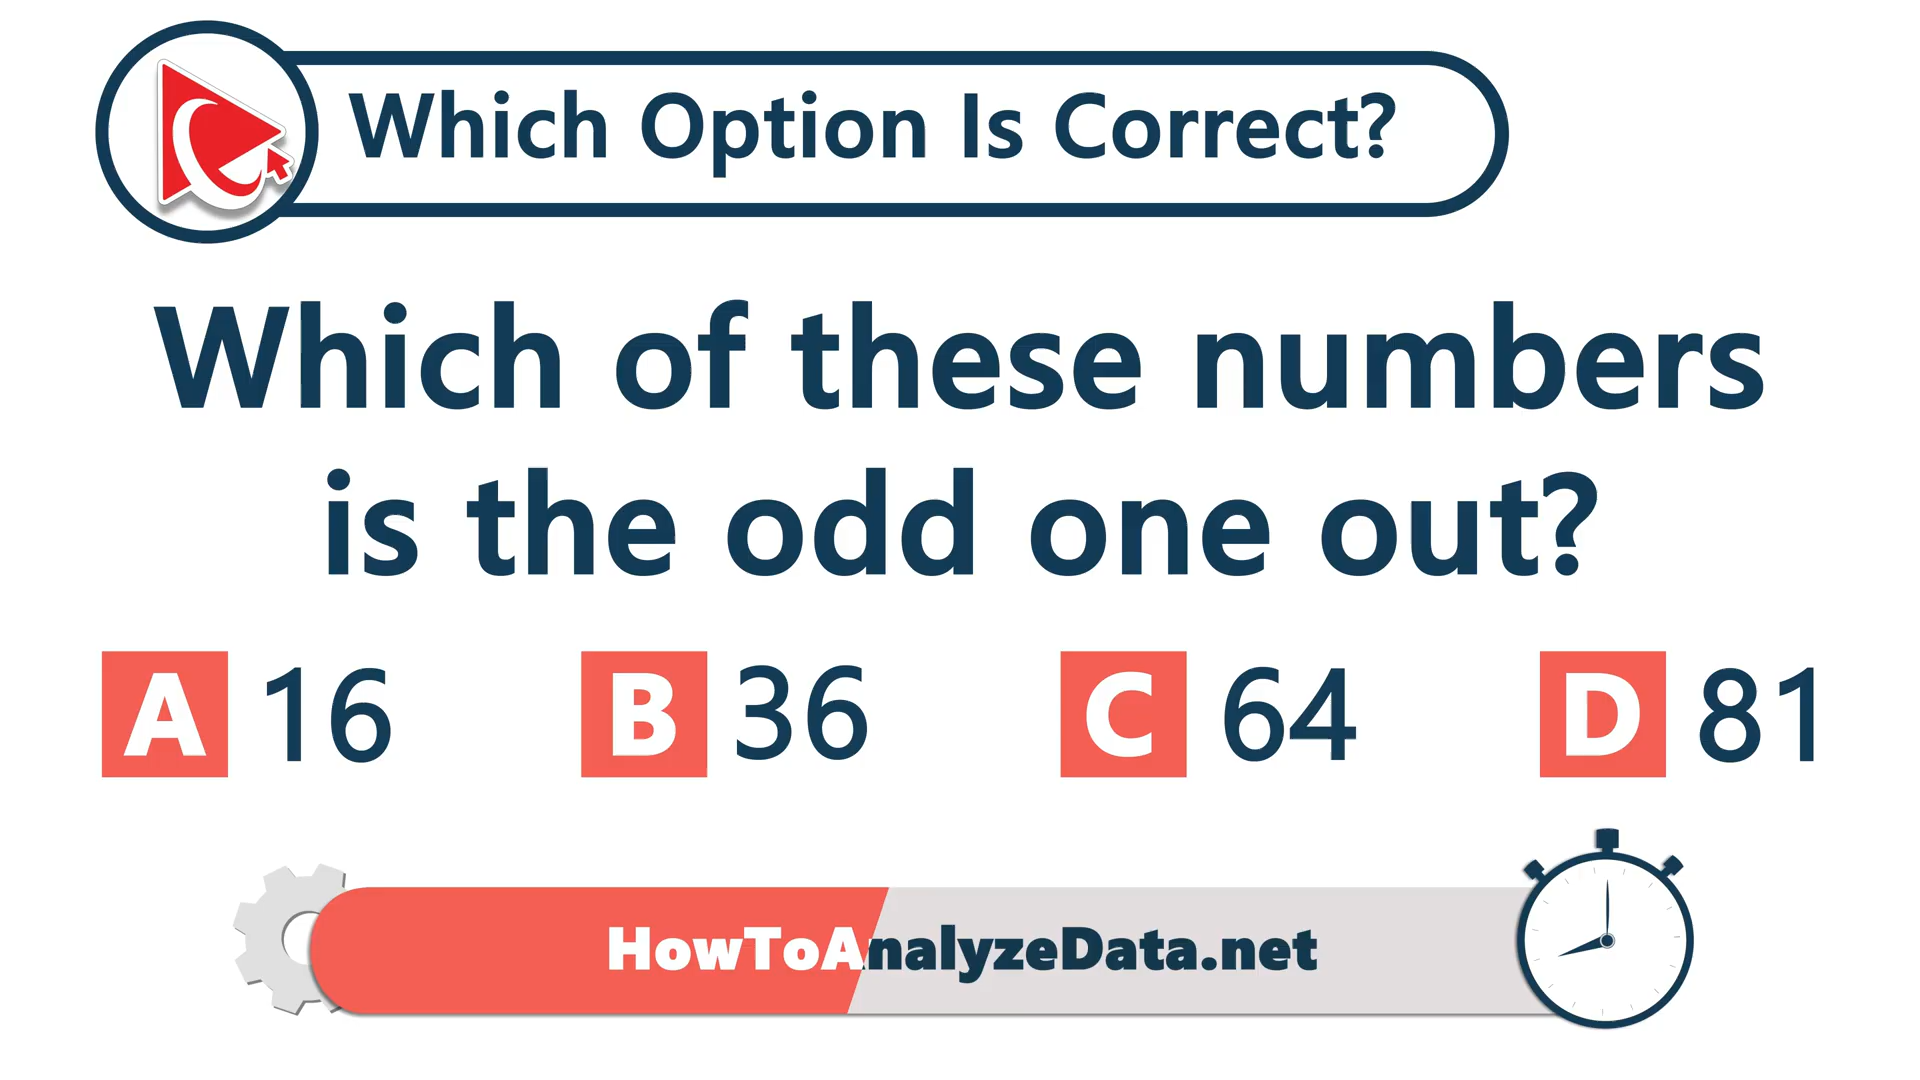 Which Option Is Correct?
Which of these numbers
is the odd one out?
A 16 B 36 C 64 D 81
HowToAnalyzeData.net